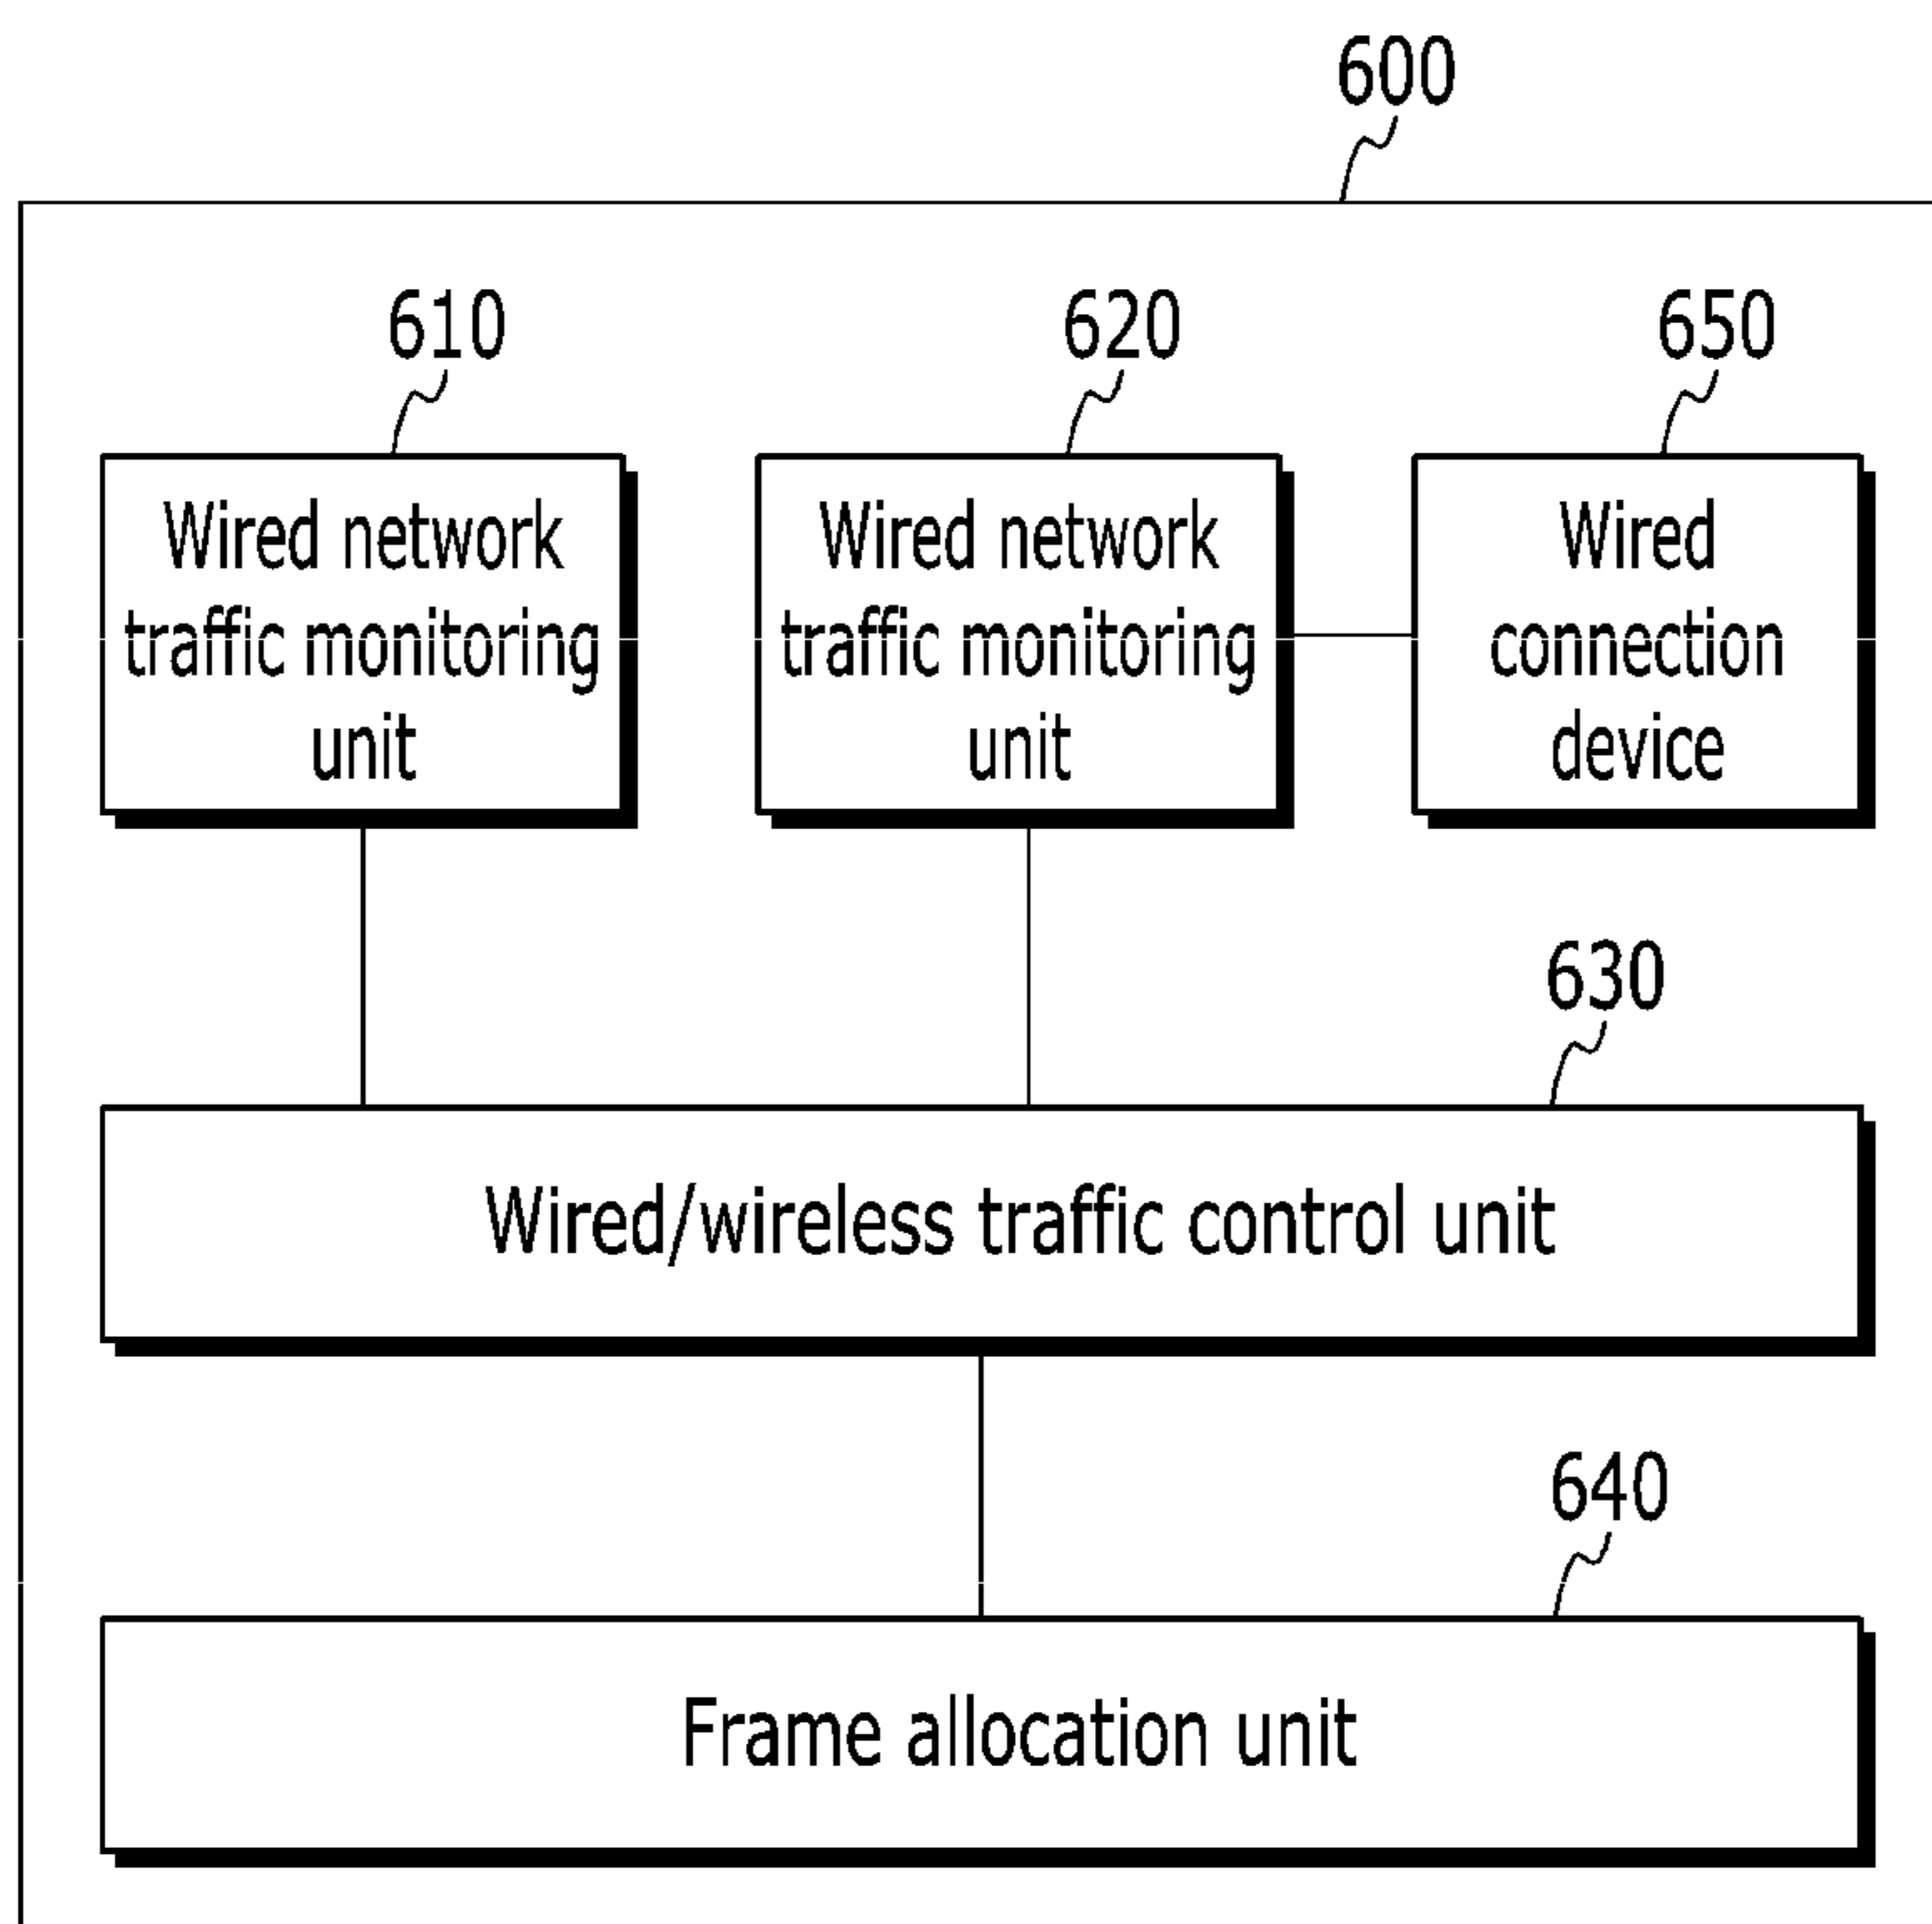 600
610
620
650
Wired network
traffic monitoring
unit
Wired network
traffic monitoring
unit
Wired
connection
device
630
Wired/wireless traffic control unit
640
Frame allocation unit